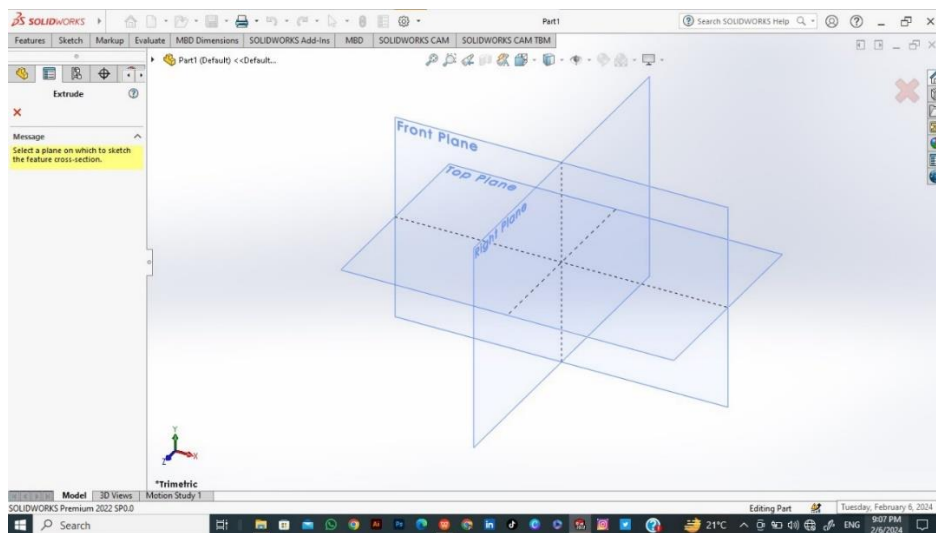 SOLIDWORKS
Part1
Search SOLIDWORKS Help
Features Sketch Markup Evaluate MBD Dimensions SOLIDWORKS Add-Ins MBD SOLIDWORKS CAM SOLIDWORKS CAM TBM
Part1 (Default) <<Default...
Extrude
Message
Select a plane on which to sketch
the feature cross-section.
Front Plane
Top Plane
Right Plane
Y
X
Z
*Trimetric
Model 3D Views Motion Study 1
SOLIDWORKS Premium 2022 SP0.0
Editing Part
Tuesday, February 6, 2024
Search
21°C
ENG
9:07 PM
2/6/2024